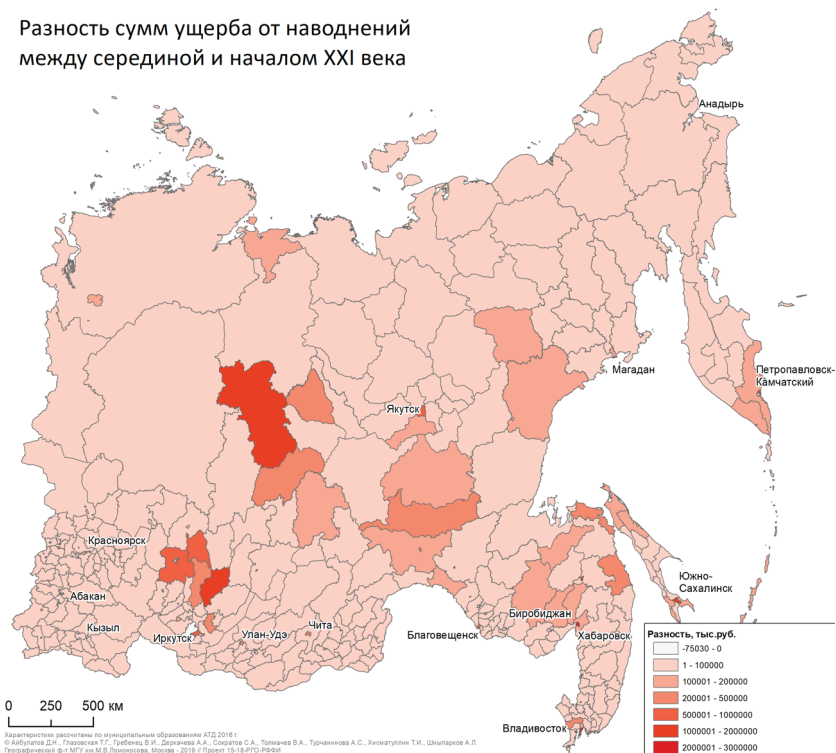 Разность сумм ущерба от наводнений
между серединой и началом XXI века
Анадырь
Магадан
Петропавловск-
Камчатский
Якутск
Красноярск
Абакан
Кызыл
Иркутск
Улан-Удэ
Чита
Благовещенск
Биробиджан
Хабаровск
Южно-
Сахалинск
Владивосток
Разность, тыс.руб.
-75030 - 0
1 - 100000
100001 - 200000
200001 - 500000
500001 - 1000000
1000001 - 2000000
2000001 - 3000000
0 250 500 км
Характеристики рассчитаны по муниципальным образованиям АТД 2016 г.
© Айбулатов Д.Н., Глазовская Т.Г., Гребенец В.И., Деркачева А.А., Сократов С.А., Толмачев В.А., Турчанинова А.С., Хисматуллин Т.И., Шныпарков А.Л.
Географический ф-т МГУ им.М.В.Ломоносова, Москва - 2019 // Проект 15-18-РГО-РФФИ